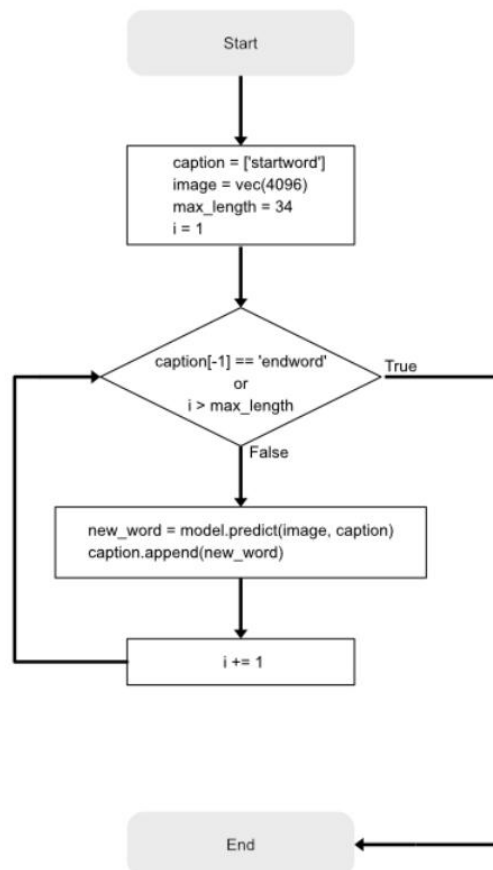 Start
caption = ['startword']
image = vec(4096)
max_length = 34
i = 1
caption[-1] == 'endword'
or
i > max_length
True
False
new_word = model.predict(image, caption)
caption.append(new_word)
i += 1
End